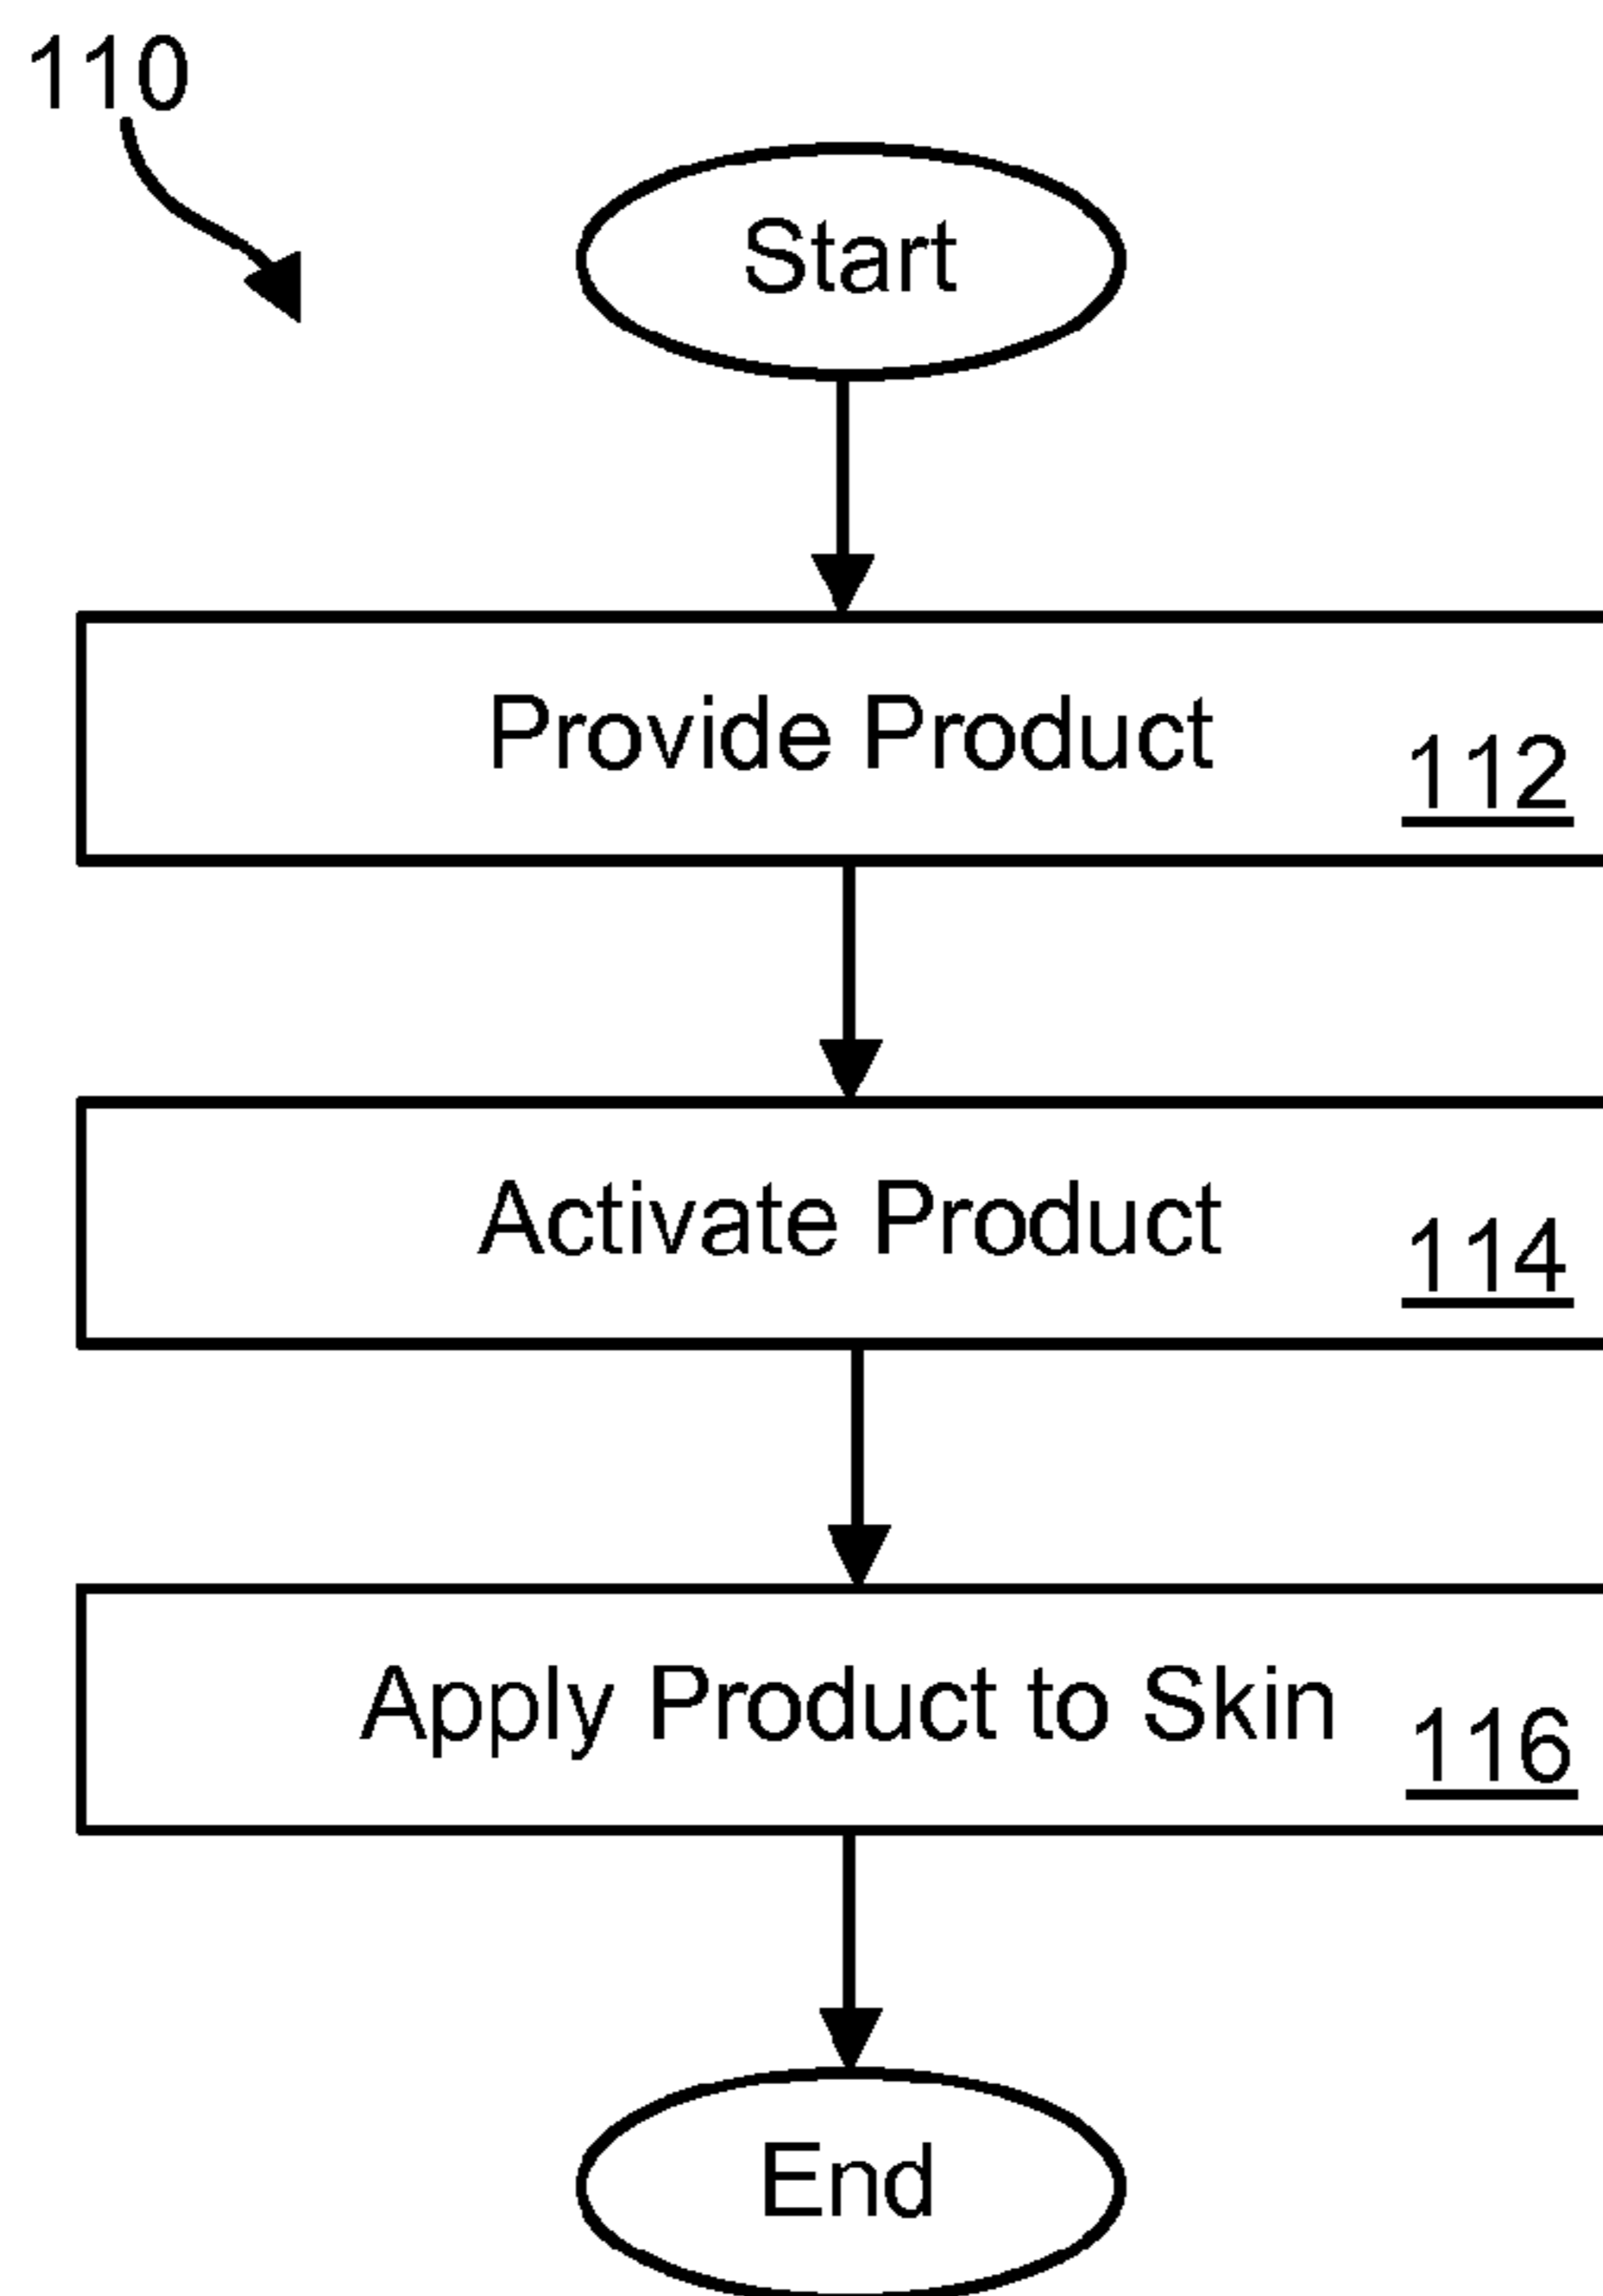 110
Start
Provide Product
112
Activate Product
114
Apply Product to Skin
116
End